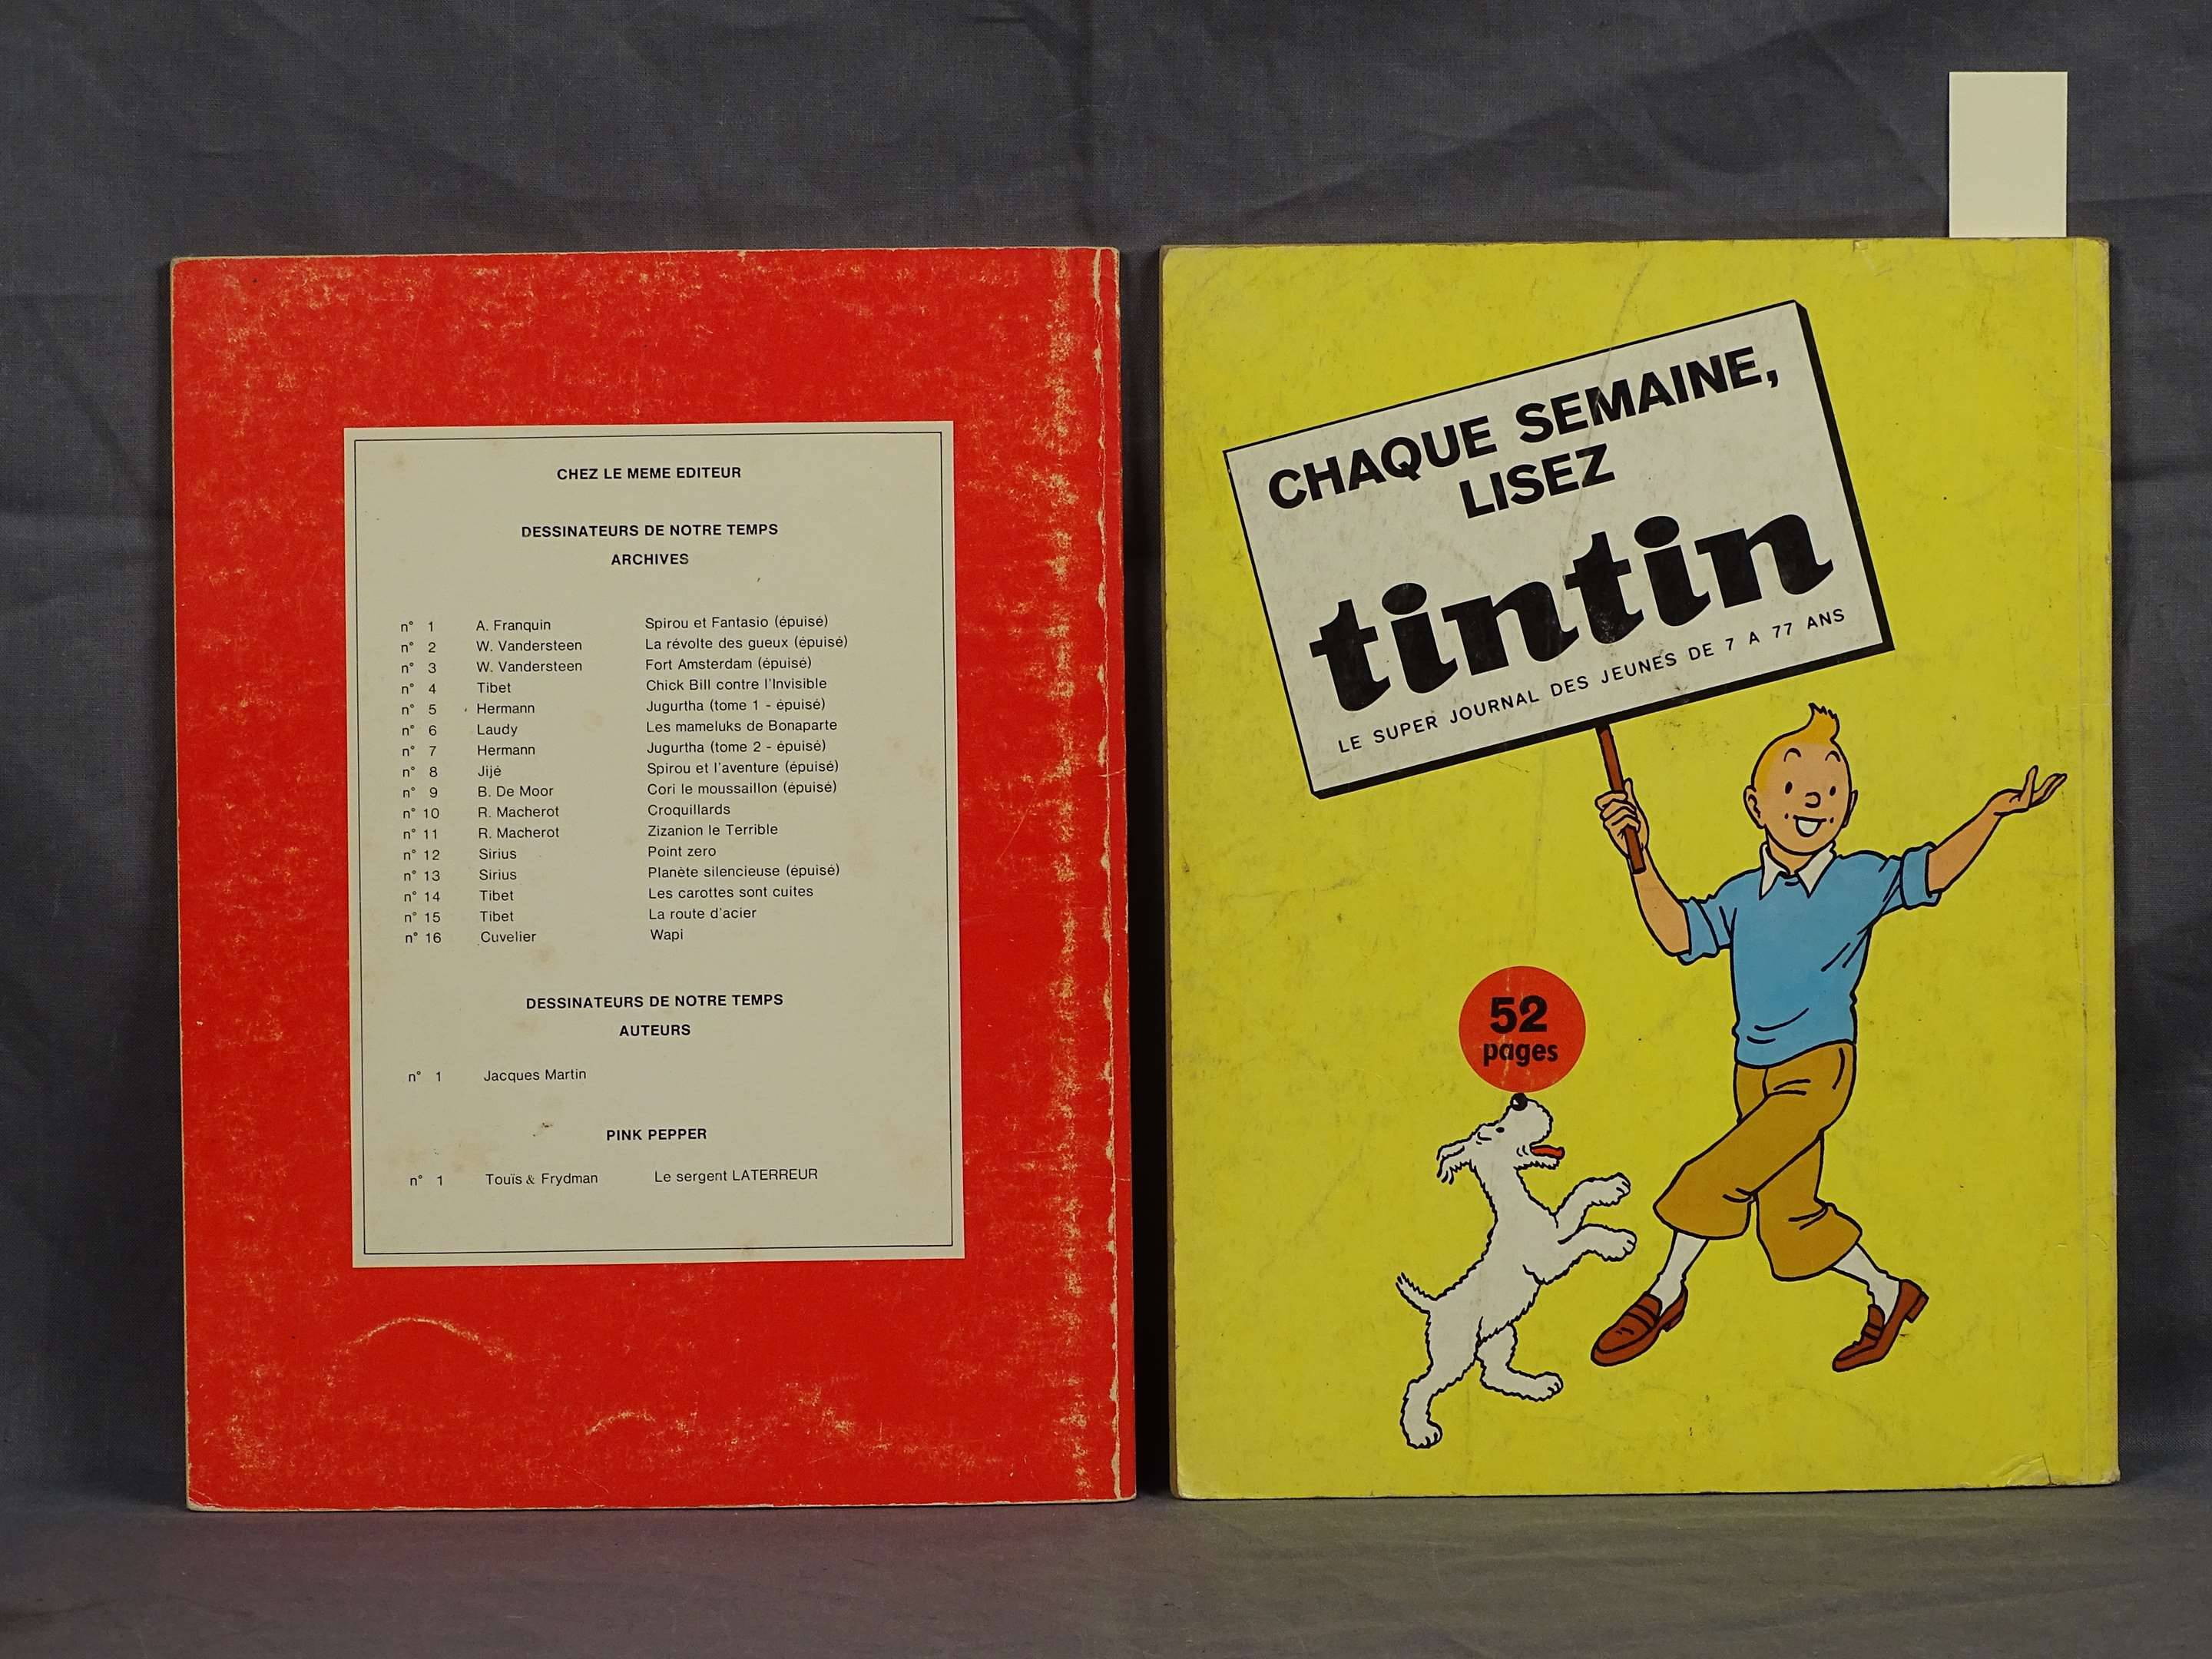 CHEZ LE MEME EDITEUR
DESSINATEURS DE NOTRE TEMPS
ARCHIVES
n° 1 A. Franquin Spirou et Fantasio (épuisé)
n° 2 W. Vandersteen La révolte des gueux (épuisé)
n° 3 W. Vandersteen Fort Amsterdam (épuisé)
n° 4 Tibet Chick Bill contre l'Invisible
n° 5 Hermann Jugurtha (tome 1 - épuisé)
n° 6 Laudy Les mameluks de Bonaparte
n° 7 Hermann Jugurtha (tome 2 - épuisé)
n° 8 Jijé Spirou et l'aventure (épuisé)
n° 9 B. De Moor Cori le moussaillon (épuisé)
n° 10 R. Macherot Croquillards
n° 11 R. Macherot Zizanion le Terrible
n° 12 Sirius Point zero
n° 13 Sirius Planète silencieuse (épuisé)
n° 14 Tibet Les carottes sont cuites
n° 15 Tibet La route d'acier
n° 16 Cuvelier Wapi
DESSINATEURS DE NOTRE TEMPS
AUTEURS
n° 1 Jacques Martin
PINK PEPPER
n° 1 Touïs & Frydman Le sergent LATERREUR
CHAQUE SEMAINE,
LISEZ
tintin
LE SUPER JOURNAL DES JEUNES DE 7 A 77 ANS
52
pages